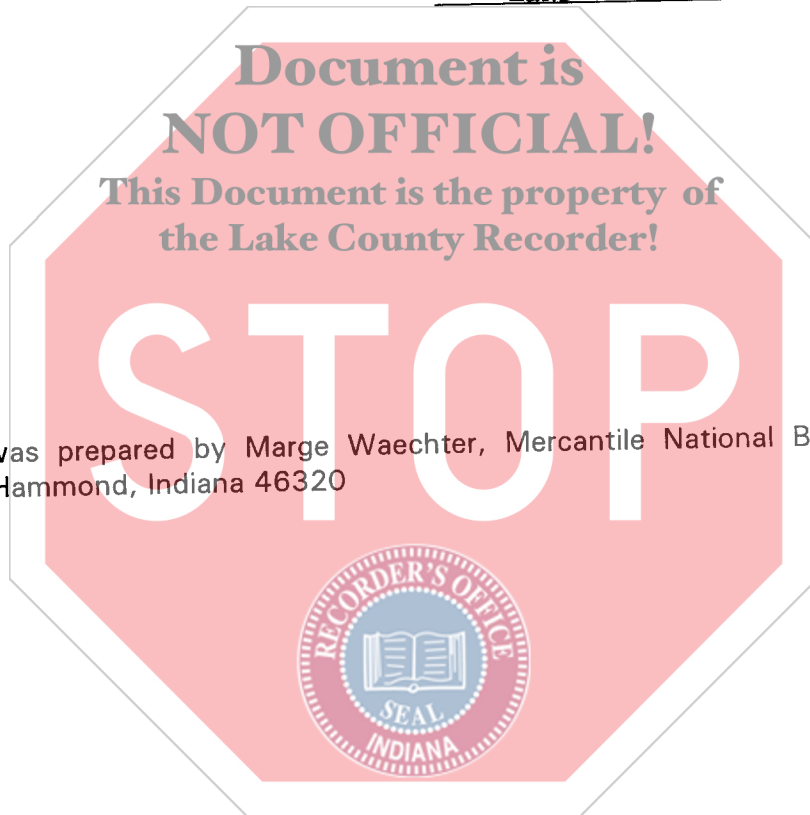 Document is
NOT OFFICIAL!
This Document is the property of
the Lake County Recorder!
STOP
was prepared by Marge Waechter, Mercantile National B
Hammond, Indiana 46320
RECORDER'S OFFICE
SEAL
INDIANA